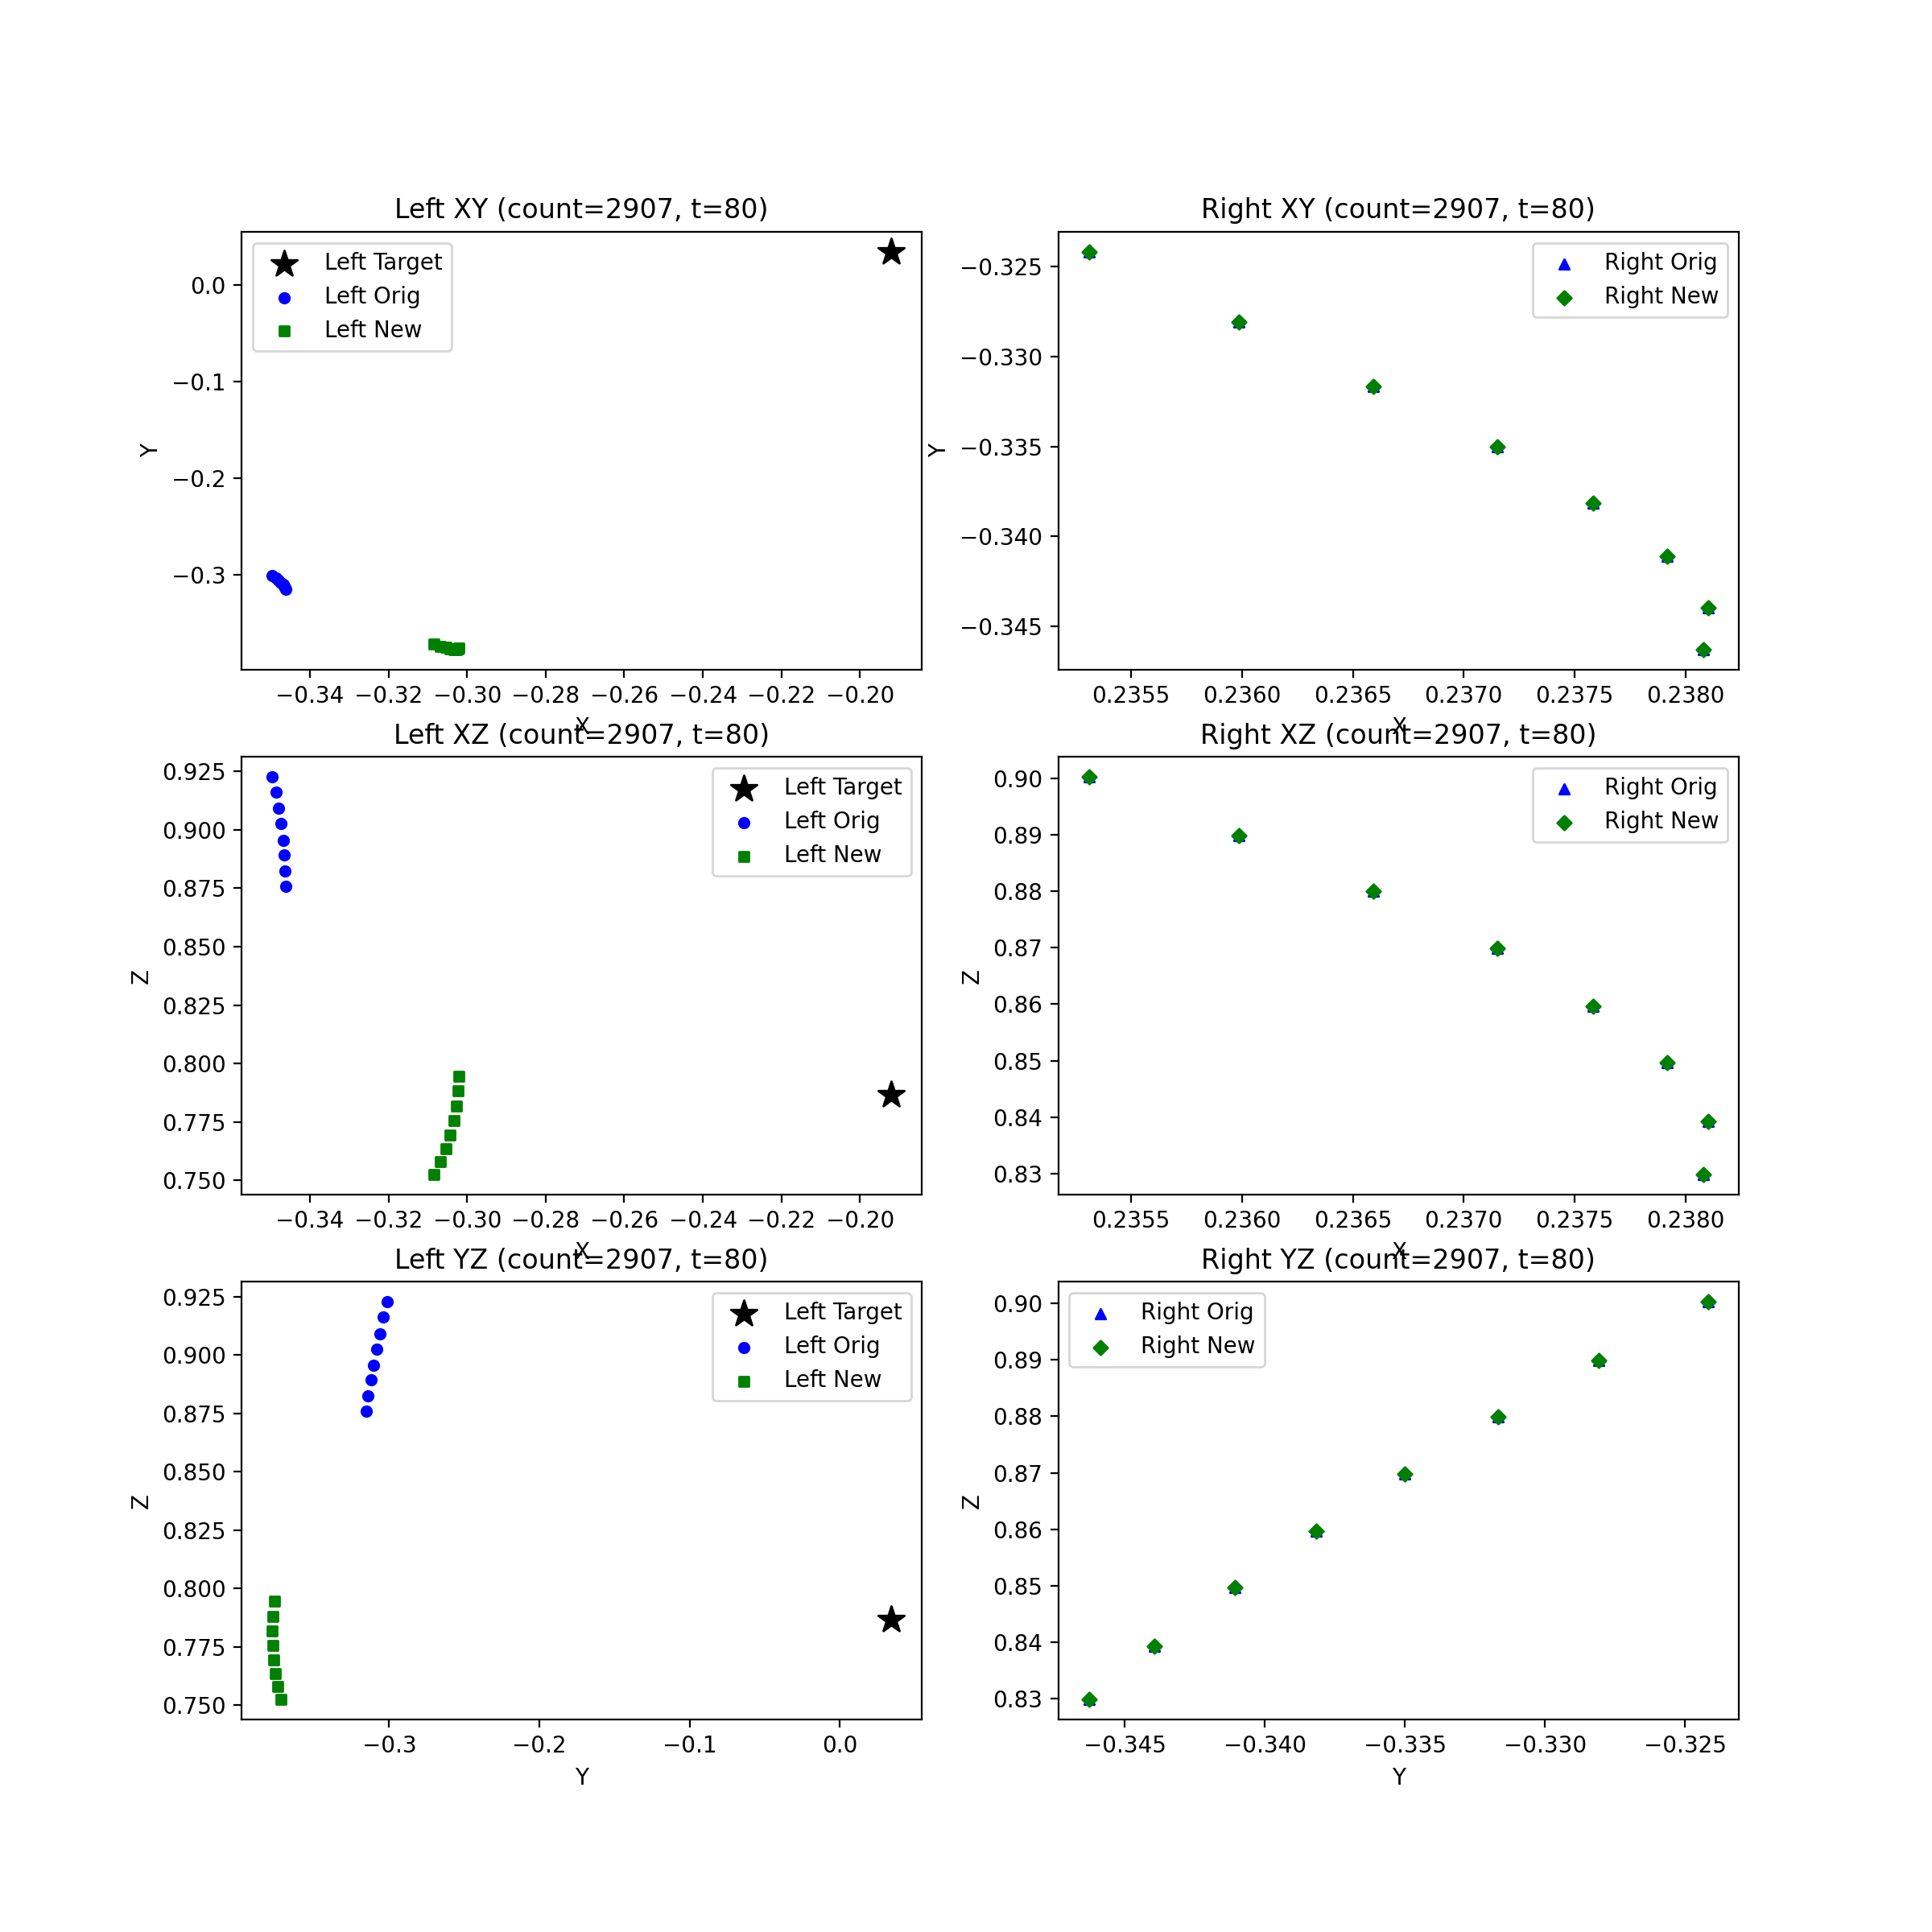 Left XY (count=2907, t=80)
Left Target
Left Orig
Left New
0.0
−0.1
−0.2
−0.3
Y
−0.34 −0.32 −0.30 −0.28 −0.26 −0.24 −0.22 −0.20
X
Right XY (count=2907, t=80)
Right Orig
Right New
−0.325
−0.330
−0.335
−0.340
−0.345
Y
0.2355 0.2360 0.2365 0.2370 0.2375 0.2380
X
Left XZ (count=2907, t=80)
Left Target
Left Orig
Left New
0.925
0.900
0.875
0.850
0.825
0.800
0.775
0.750
Z
−0.34 −0.32 −0.30 −0.28 −0.26 −0.24 −0.22 −0.20
X
Right XZ (count=2907, t=80)
Right Orig
Right New
0.90
0.89
0.88
0.87
0.86
0.85
0.84
0.83
Z
0.2355 0.2360 0.2365 0.2370 0.2375 0.2380
X
Left YZ (count=2907, t=80)
Left Target
Left Orig
Left New
0.925
0.900
0.875
0.850
0.825
0.800
0.775
0.750
Z
−0.3 −0.2 −0.1 0.0
Y
Right YZ (count=2907, t=80)
Right Orig
Right New
0.90
0.89
0.88
0.87
0.86
0.85
0.84
0.83
Z
−0.345 −0.340 −0.335 −0.330 −0.325
Y